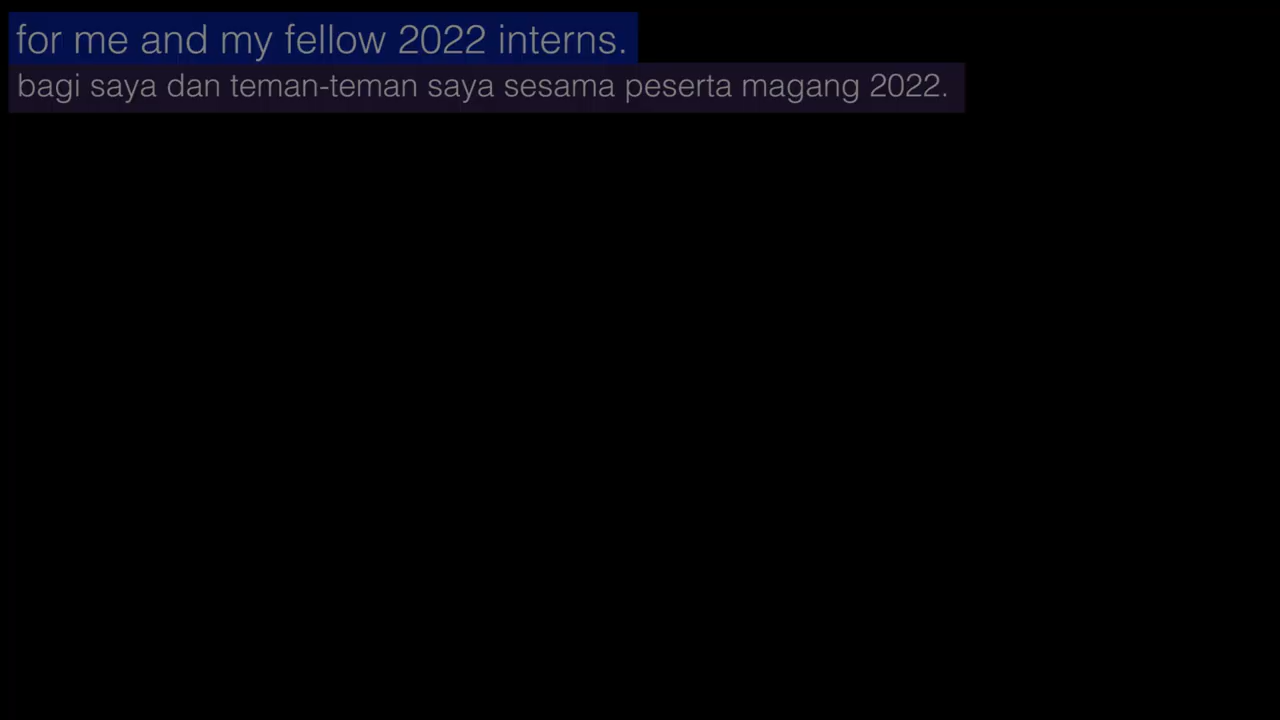 for me and my fellow 2022 interns.
bagi saya dan teman-teman saya sesama peserta magang 2022.